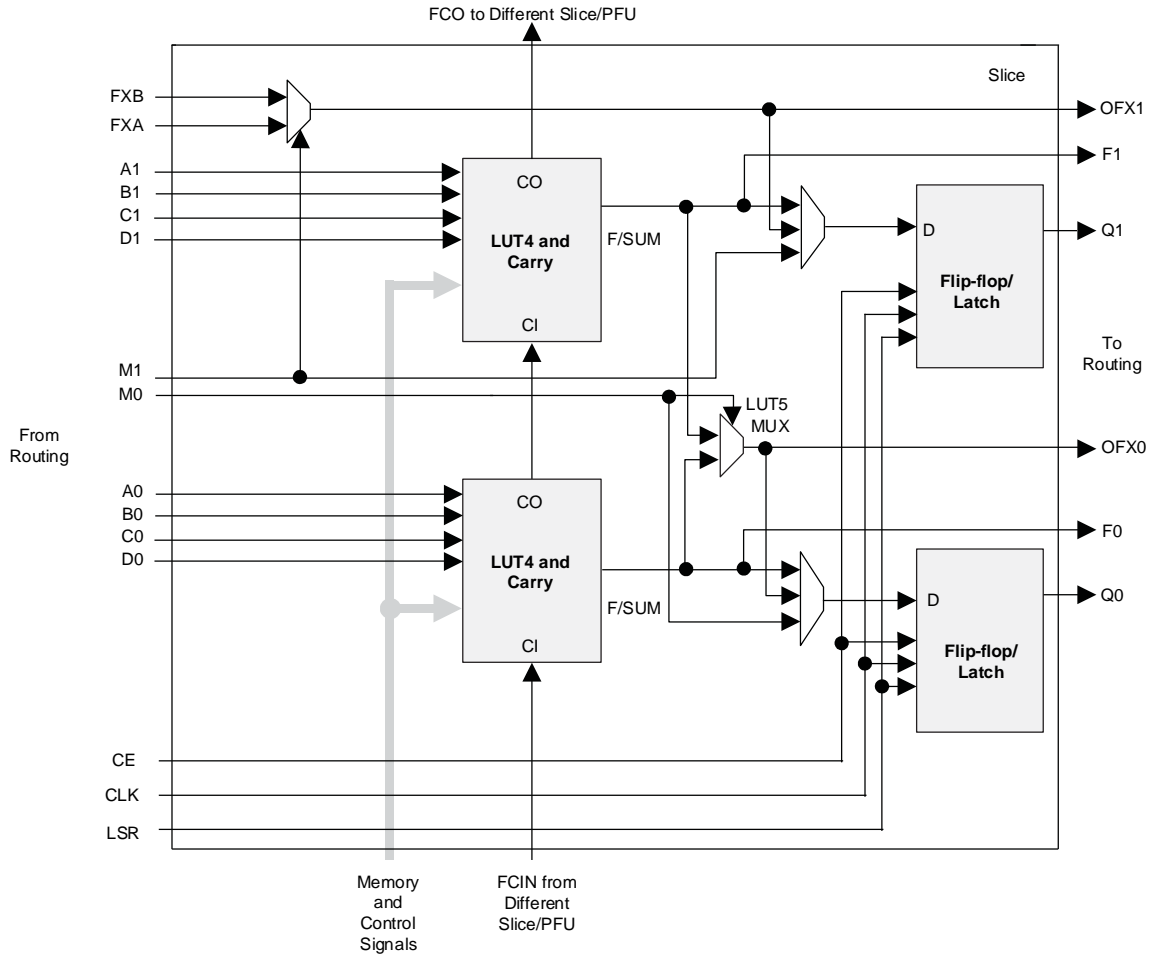 FCO to Different Slice/PFU
Slice
FXB
FXA
OFX1
F1
A1
B1
C1
D1
CO
LUT4 and
Carry
F/SUM
CI
D
Flip-flop/
Latch
Q1
To
Routing
M1
M0
LUT5
MUX
From
Routing
OFX0
A0
B0
C0
D0
CO
LUT4 and
Carry
F/SUM
CI
F0
D
Flip-flop/
Latch
Q0
CE
CLK
LSR
Memory
and
Control
Signals
FCIN from
Different
Slice/PFU